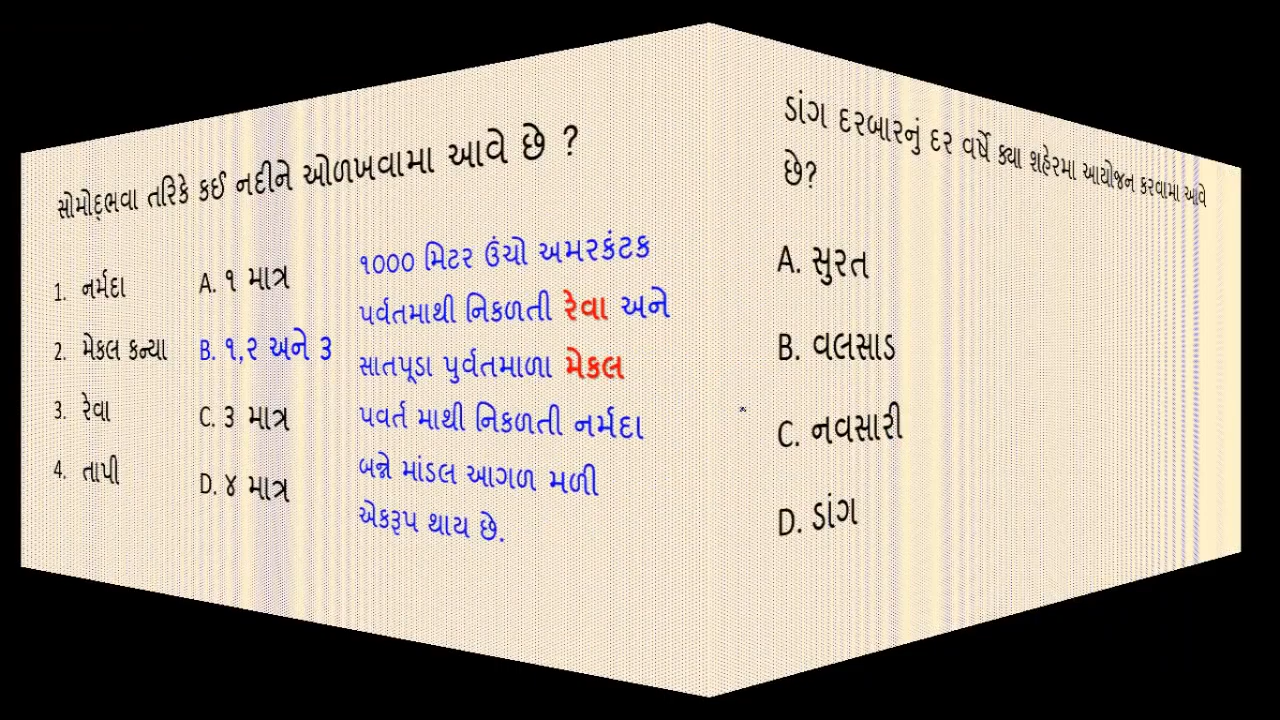 સોમોદ્ભવા તરિકે કઈ નદીને ઓળખવામા આવે છે ?
1. નર્મદા
2. મેકલ કન્યા
3. રેવા
4. તાપી
A. ૧ માત્ર
B. ૧,૨ અને ૩
C. ૩ માત્ર
D. ૪ માત્ર
૧૦૦૦ મિટર ઉંચો અમરકંટક
પર્વતમાથી નિકળતી રેવા અને
સાતપૂડા પુર્વતમાળા મેકલ
પવર્ત માથી નિકળતી નર્મદા
બન્ને માંડલ આગળ મળી
એકરૂપ થાય છે.
ડાંગ દરબારનું દર વર્ષે ક્યા શહેરમા આયોજન કરવામા આવે
છે?
A. સુરત
B. વલસાડ
C. નવસારી
D. ડાંગ